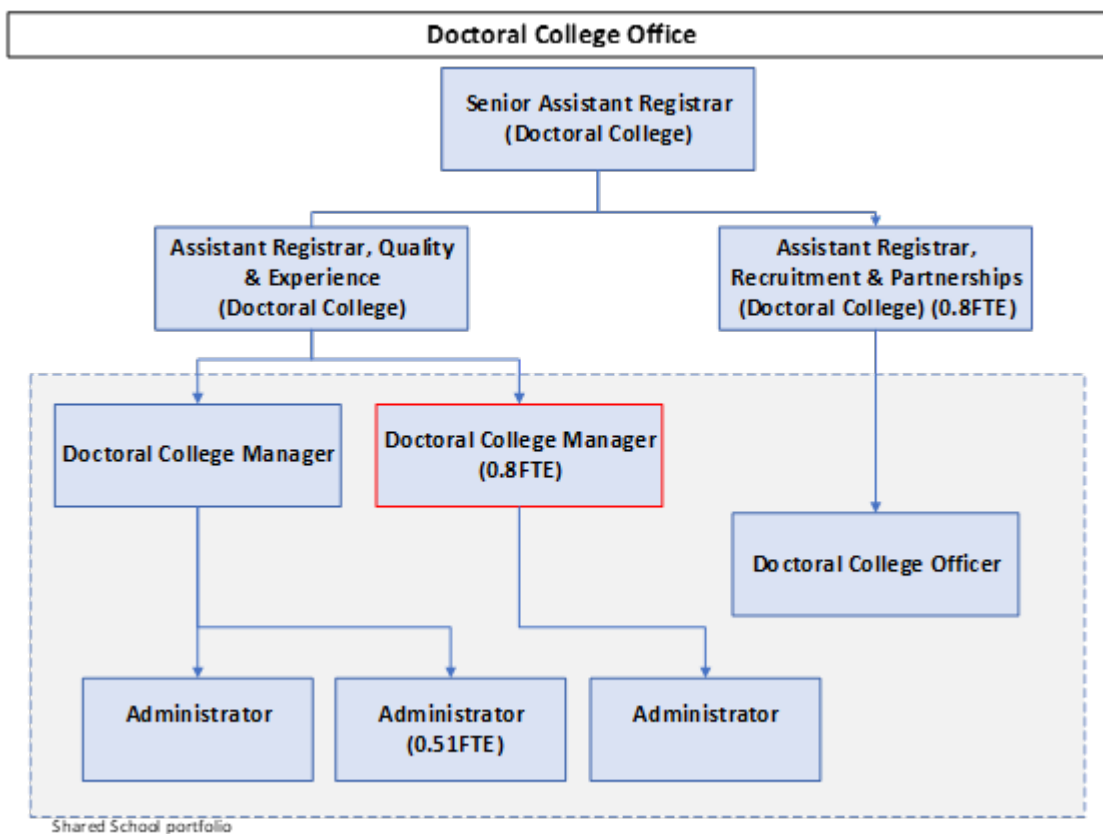 Doctoral College Office
Senior Assistant Registrar
(Doctoral College)
Assistant Registrar, Quality
& Experience
(Doctoral College)
Assistant Registrar,
Recruitment & Partnerships
(Doctoral College) (0.8FTE)
Doctoral College Manager
Doctoral College Manager
(0.8FTE)
Doctoral College Officer
Administrator
Administrator
(0.51FTE)
Administrator
Shared School portfolio